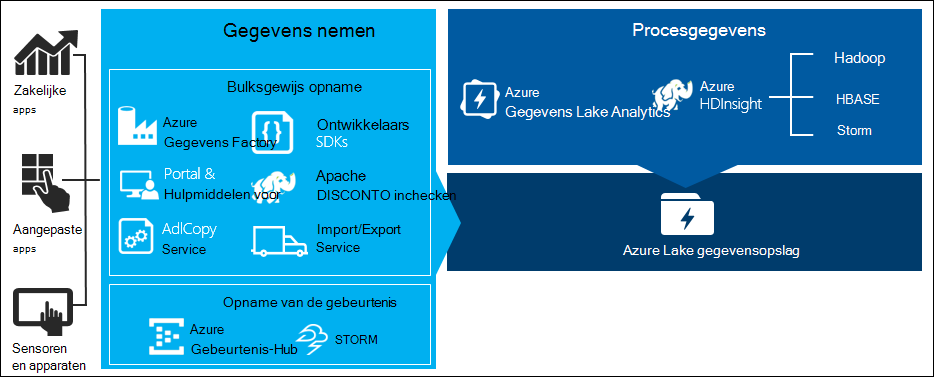 Zakelijke
apps
Aangepaste
apps
Sensoren
en apparaten
Gegevens nemen
Bulksgewijs opname
Azure
Gegevens Factory
Ontwikkelaars
SDKs
Portal &
Hulpmiddelen voor
Apache
DISCONTO inchecken
AdlCopy
Service
Import/Export
Service
Opname van de gebeurtenis
Azure
Gebeurtenis-Hub
STORM
Procesgegevens
Azure
Gegevens Lake Analytics
Azure
HDInsight
Hadoop
HBASE
Storm
Azure Lake gegevensopslag